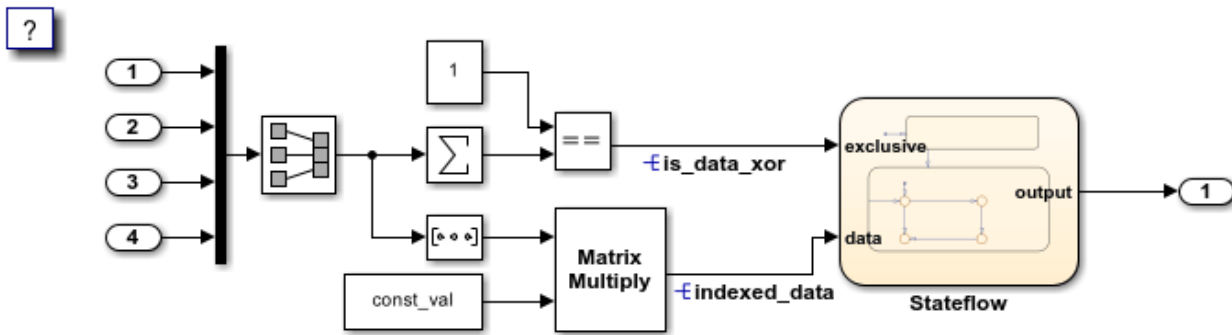 ?
1
2
3
4
1
==
is_data_xor
const_val
Matrix
Multiply
indexed_data
exclusive
data
output
Stateflow
1